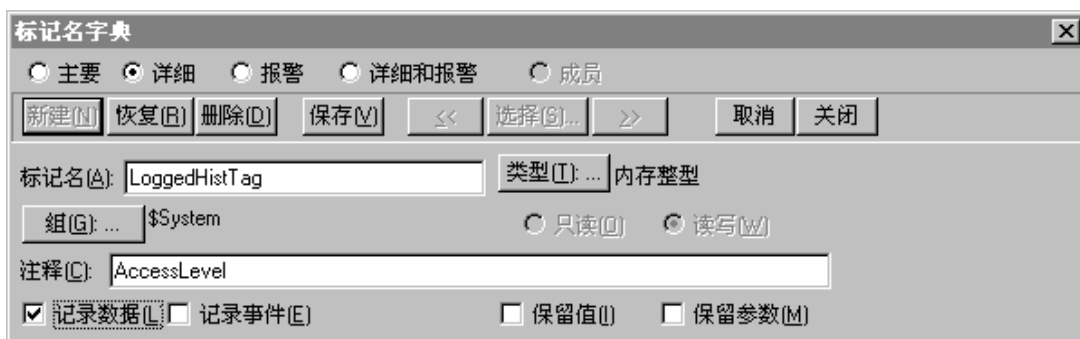 标记名字典
主要 详细 报警 详细和报警 成员
新建(N) 恢复(R) 删除(D) 保存(V) << 选择(S)... >> 取消 关闭
标记名(A): LoggedHistTag 类型(T): ... 内存整型
组(G): ... $System 只读(O) 读写(W)
注释(C): AccessLevel
记录数据(L) 记录事件(E) 保留值(I) 保留参数(M)